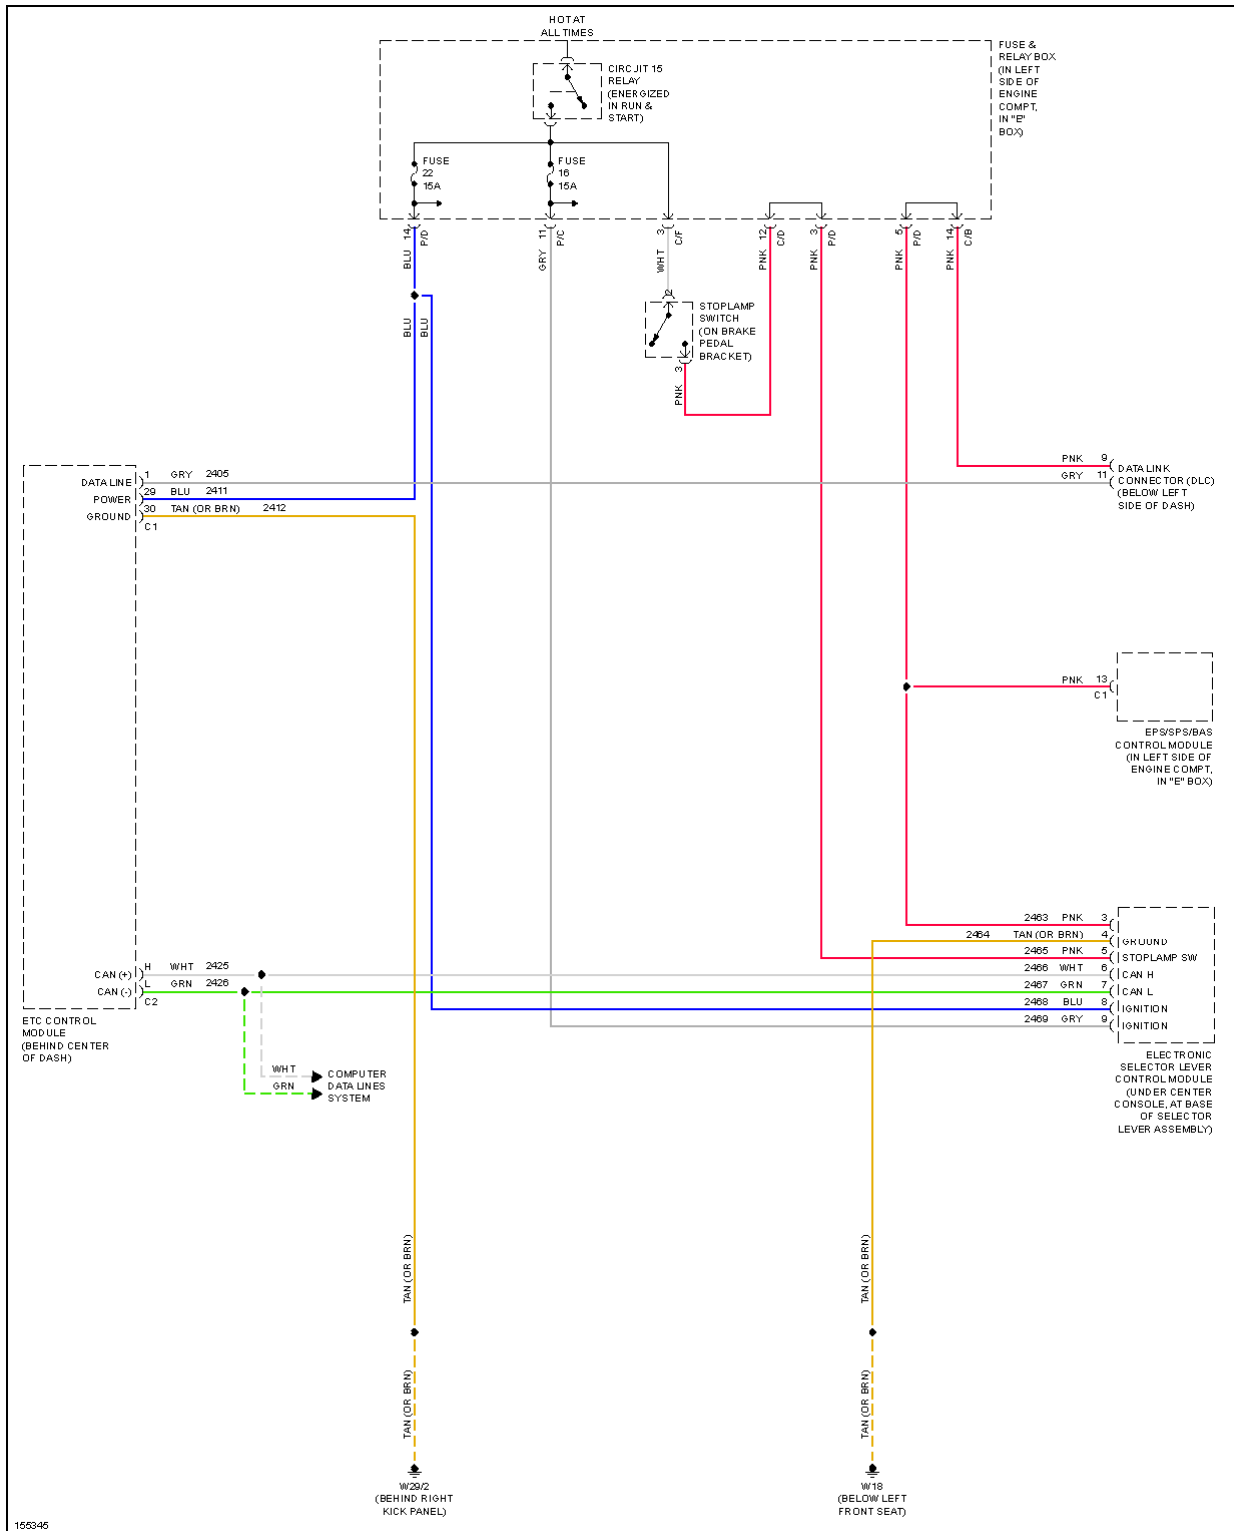 HOT AT
ALL TIMES
FUSE &
RELAY BOX
(IN LEFT
SIDE OF
ENGINE
COMPT,
IN "E"
BOX)
CIRCUIT 15
RELAY
(ENERGIZED
IN RUN &
START)
FUSE
22
15A
FUSE
16
15A
14
P/D
11
P/C
3
C/F
12
C/D
3
P/D
5
P/D
14
C/B
BLU
GRY
WHT
PNK
PNK
PNK
PNK
BLU
BLU
2
STOPLAMP
SWITCH
(ON BRAKE
PEDAL
BRACKET)
3
PNK
DATA LINE
1
GRY
2405
POWER
29
BLU
2411
GROUND
30
TAN (OR BRN)
2412
C1
PNK
9
GRY
11
DATA LINK
CONNECTOR (DLC)
(BELOW LEFT
SIDE OF DASH)
PNK
13
C1
EPS/SPS/BAS
CONTROL MODULE
(IN LEFT SIDE OF
ENGINE COMPT,
IN "E" BOX)
2463 PNK 3
2464 TAN (OR BRN) 4 GROUND
2465 PNK 5 STOPLAMP SW
2466 WHT 6 CAN H
2467 GRN 7 CAN L
2468 BLU 8 IGNITION
2469 GRY 9 IGNITION
CAN (+)
H
WHT
2425
CAN (-)
L
GRN
2426
C2
ETC CONTROL
MODULE
(BEHIND CENTER
OF DASH)
ELECTRONIC
SELECTOR LEVER
CONTROL MODULE
(UNDER CENTER
CONSOLE, AT BASE
OF SELECTOR
LEVER ASSEMBLY)
WHT
GRN
COMPUTER
DATA LINES
SYSTEM
TAN (OR BRN)
TAN (OR BRN)
TAN (OR BRN)
TAN (OR BRN)
W29/2
(BEHIND RIGHT
KICK PANEL)
W18
(BELOW LEFT
FRONT SEAT)
155345